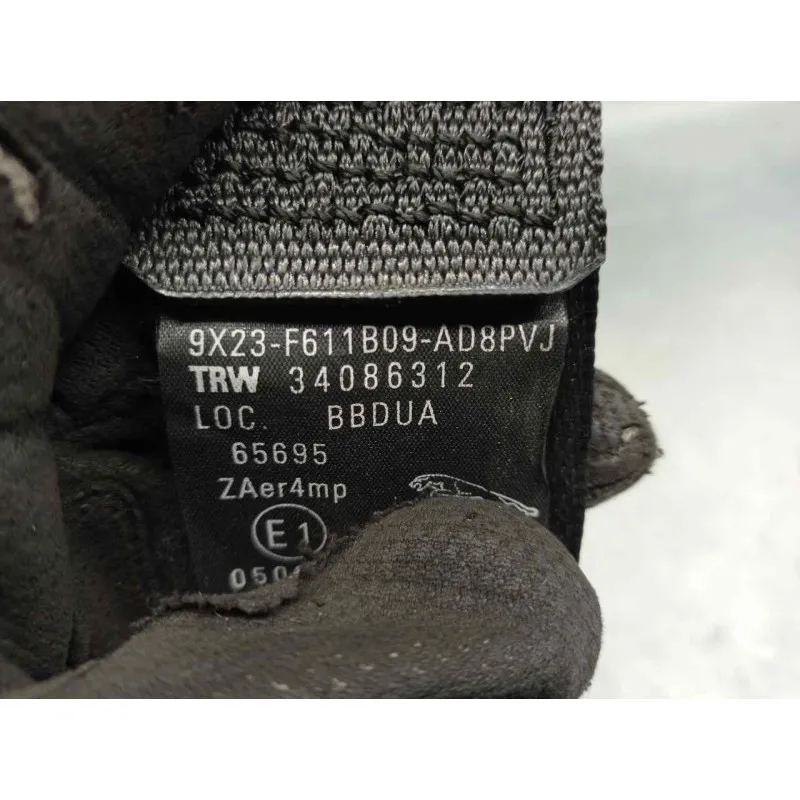 9X23-F611B09-AD8PVJ
TRW 34086312
LOC. BBDUA
65695
ZAer4mp
E1